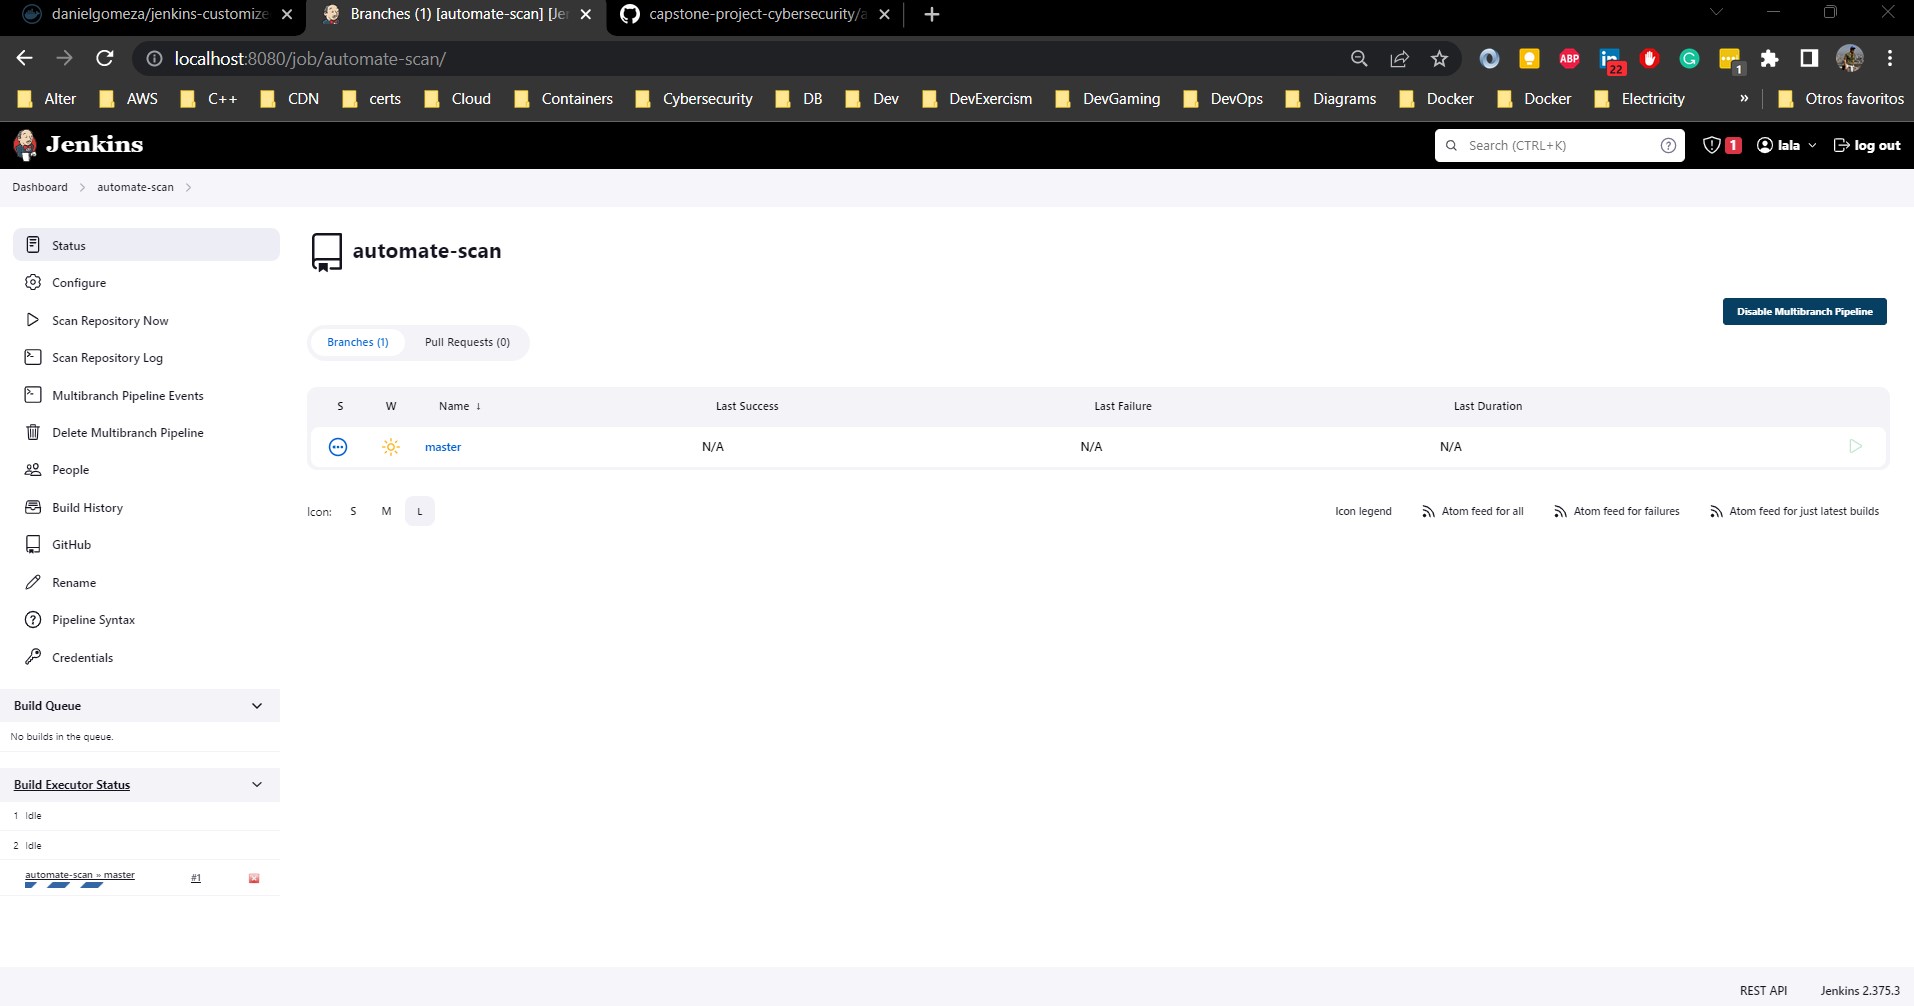 danielgomeza/jenkins-customize
Branches (1) [automate-scan] [Je
capstone-project-cybersecurity/a
localhost:8080/job/automate-scan/
ABP
22
1
Alter
AWS
C++
CDN
certs
Cloud
Containers
Cybersecurity
DB
Dev
DevExercism
DevGaming
DevOps
Diagrams
Docker
Docker
Electricity
»
Otros favoritos
Jenkins
Search (CTRL+K)
1
lala
log out
Dashboard
automate-scan
Status
Configure
Scan Repository Now
Scan Repository Log
Multibranch Pipeline Events
Delete Multibranch Pipeline
People
Build History
GitHub
Rename
Pipeline Syntax
Credentials
Build Queue
No builds in the queue.
Build Executor Status
1 Idle
2 Idle
automate-scan » master #1
automate-scan
Disable Multibranch Pipeline
Branches (1) Pull Requests (0)
S W Name ↓ Last Success Last Failure Last Duration
master N/A N/A N/A
Icon: S M L
Icon legend Atom feed for all Atom feed for failures Atom feed for just latest builds
REST API Jenkins 2.375.3